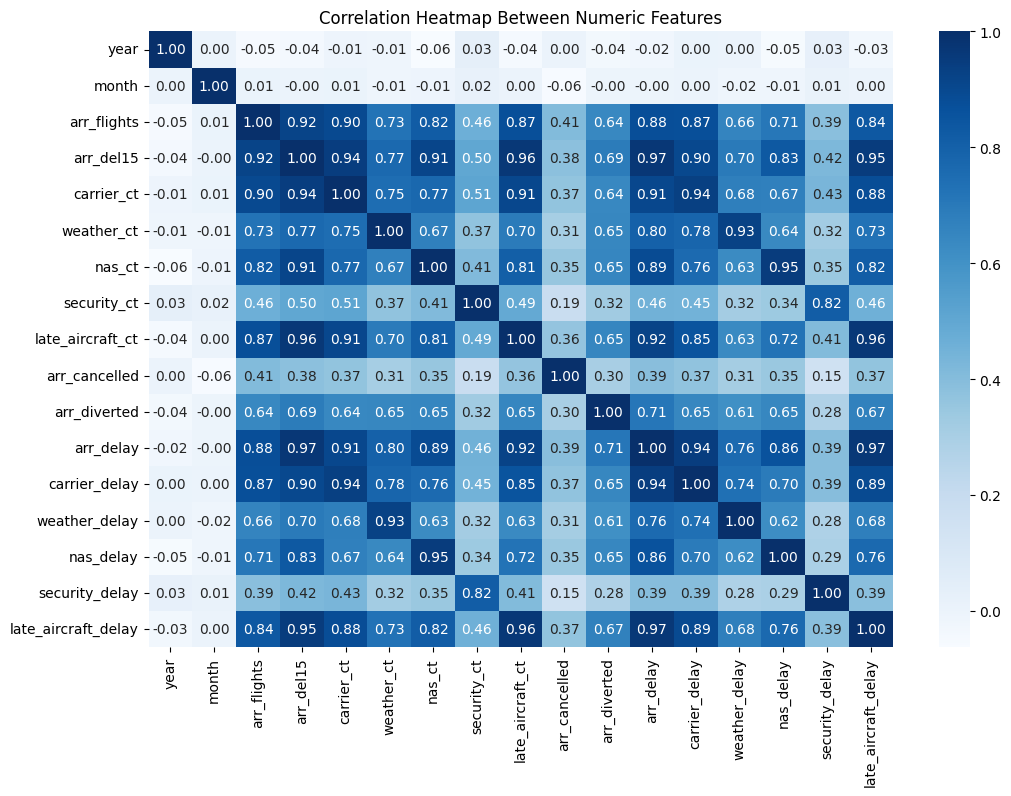 Correlation Heatmap Between Numeric Features
year 1.00 0.00 -0.05 -0.04 -0.01 -0.01 -0.06 0.03 -0.04 0.00 -0.04 -0.02 0.00 0.00 -0.05 0.03 -0.03
month 0.00 1.00 0.01 -0.00 0.01 -0.01 -0.01 0.02 0.00 -0.06 -0.00 -0.00 0.00 -0.02 -0.01 0.01 0.00
arr_flights -0.05 0.01 1.00 0.92 0.90 0.73 0.82 0.46 0.87 0.41 0.64 0.88 0.87 0.66 0.71 0.39 0.84
arr_del15 -0.04 -0.00 0.92 1.00 0.94 0.77 0.91 0.50 0.96 0.38 0.69 0.97 0.90 0.70 0.83 0.42 0.95
carrier_ct -0.01 0.01 0.90 0.94 1.00 0.75 0.77 0.51 0.91 0.37 0.64 0.91 0.94 0.68 0.67 0.43 0.88
weather_ct -0.01 -0.01 0.73 0.77 0.75 1.00 0.67 0.37 0.70 0.31 0.65 0.80 0.78 0.93 0.64 0.32 0.73
nas_ct -0.06 -0.01 0.82 0.91 0.77 0.67 1.00 0.41 0.81 0.35 0.65 0.89 0.76 0.63 0.95 0.35 0.82
security_ct 0.03 0.02 0.46 0.50 0.51 0.37 0.41 1.00 0.49 0.19 0.32 0.46 0.45 0.32 0.34 0.82 0.46
late_aircraft_ct -0.04 0.00 0.87 0.96 0.91 0.70 0.81 0.49 1.00 0.36 0.65 0.92 0.85 0.63 0.72 0.41 0.96
arr_cancelled 0.00 -0.06 0.41 0.38 0.37 0.31 0.35 0.19 0.36 1.00 0.30 0.39 0.37 0.31 0.35 0.15 0.37
arr_diverted -0.04 -0.00 0.64 0.69 0.64 0.65 0.65 0.32 0.65 0.30 1.00 0.71 0.65 0.61 0.65 0.28 0.67
arr_delay -0.02 -0.00 0.88 0.97 0.91 0.80 0.89 0.46 0.92 0.39 0.71 1.00 0.94 0.76 0.86 0.39 0.97
carrier_delay 0.00 0.00 0.87 0.90 0.94 0.78 0.76 0.45 0.85 0.37 0.65 0.94 1.00 0.74 0.70 0.39 0.89
weather_delay 0.00 -0.02 0.66 0.70 0.68 0.93 0.63 0.32 0.63 0.31 0.61 0.76 0.74 1.00 0.62 0.28 0.68
nas_delay -0.05 -0.01 0.71 0.83 0.67 0.64 0.95 0.34 0.72 0.35 0.65 0.86 0.70 0.62 1.00 0.29 0.76
security_delay 0.03 0.01 0.39 0.42 0.43 0.32 0.35 0.82 0.41 0.15 0.28 0.39 0.39 0.28 0.29 1.00 0.39
late_aircraft_delay -0.03 0.00 0.84 0.95 0.88 0.73 0.82 0.46 0.96 0.37 0.67 0.97 0.89 0.68 0.76 0.39 1.00
year
month
arr_flights
arr_del15
carrier_ct
weather_ct
nas_ct
security_ct
late_aircraft_ct
arr_cancelled
arr_diverted
arr_delay
carrier_delay
weather_delay
nas_delay
security_delay
late_aircraft_delay
1.0
0.8
0.6
0.4
0.2
0.0